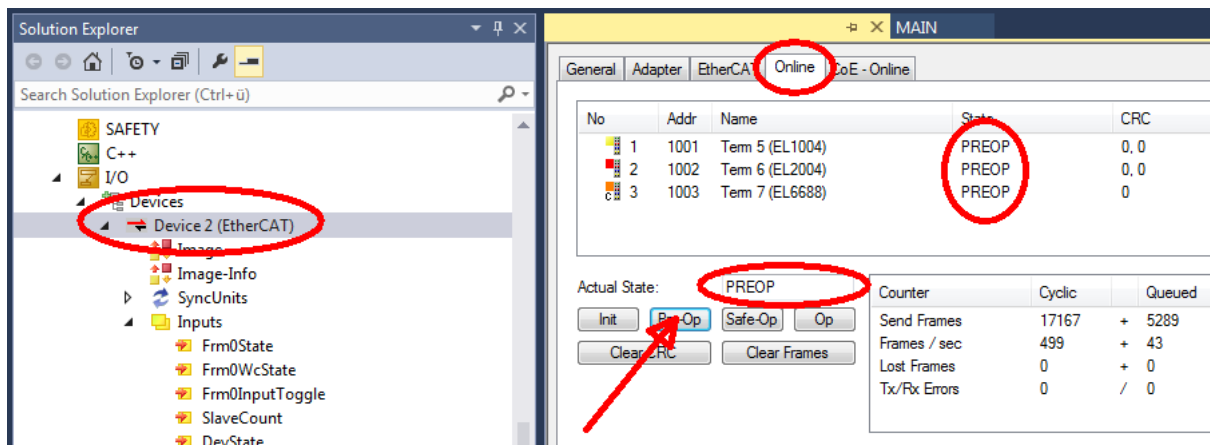 Solution Explorer
Search Solution Explorer (Ctrl+ü)
SAFETY
C++
I/O
Devices
Device 2 (EtherCAT)
Image
Image-Info
SyncUnits
Inputs
Frm0State
Frm0WcState
Frm0InputToggle
SlaveCount
DevState
MAIN
General Adapter EtherCAT Online CoE - Online
No Addr Name State CRC
1 1001 Term 5 (EL1004) PREOP 0, 0
2 1002 Term 6 (EL2004) PREOP 0, 0
C 3 1003 Term 7 (EL6688) PREOP 0
Actual State: PREOP
Init Pre-Op Safe-Op Op
Clear CRC Clear Frames
Counter Cyclic Queued
Send Frames 17167 + 5289
Frames / sec 499 + 43
Lost Frames 0 + 0
Tx/Rx Errors 0 / 0